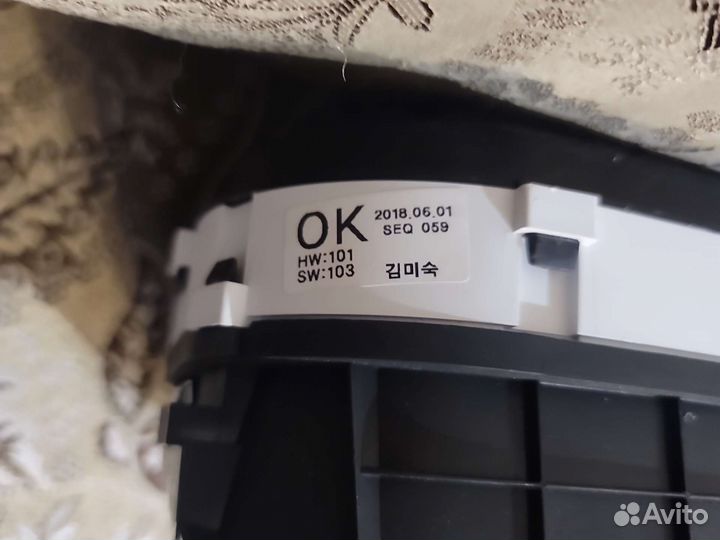 OK 2018.06.01
SEQ 059
HW:101
SW:103 김미숙
Avito